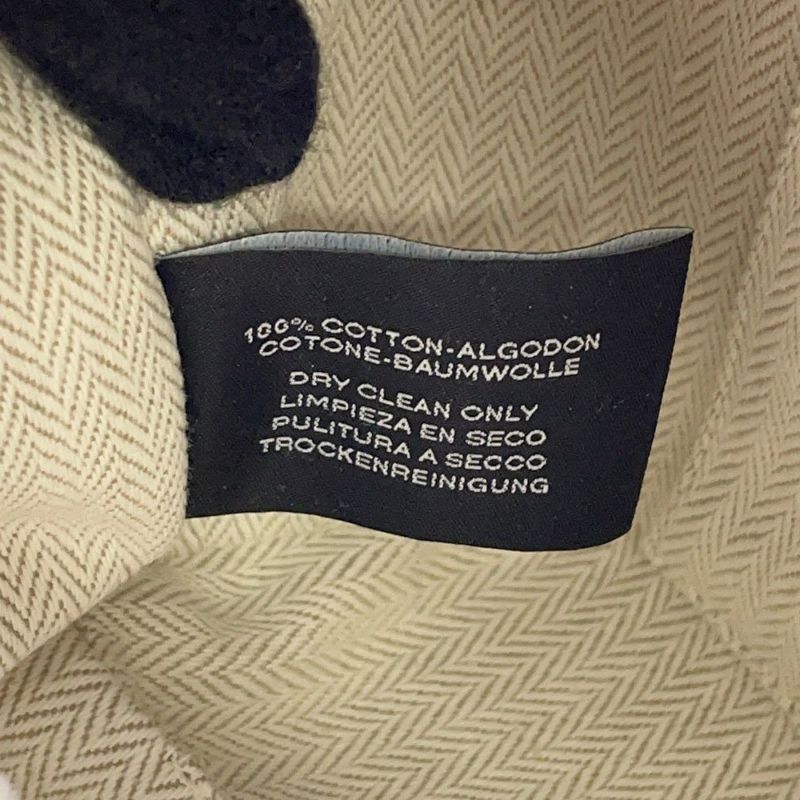 100% COTTON-ALGODON
COTONE-BAUMWOLLE
DRY CLEAN ONLY
LIMPIEZA EN SECO
PULITURA A SECCO
TROCKENREINIGUNG